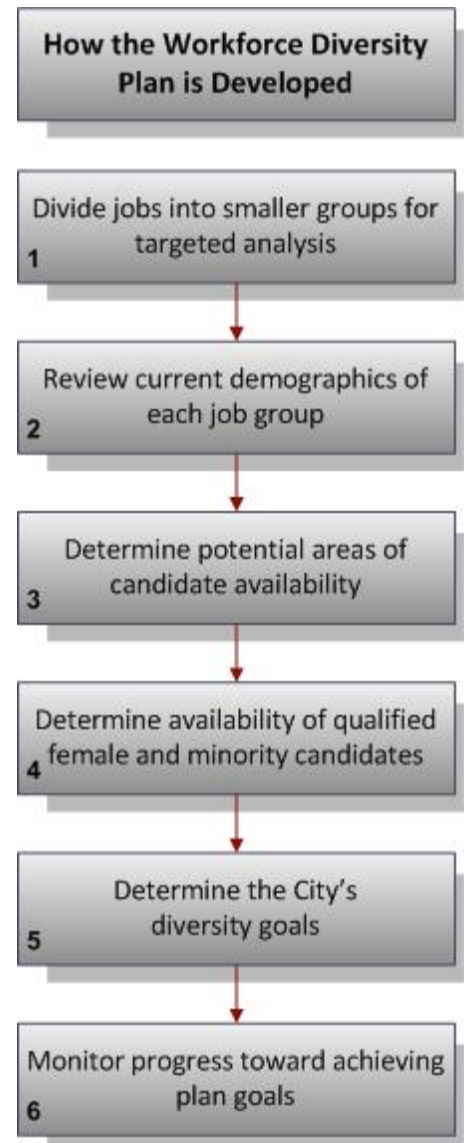 How the Workforce Diversity
Plan is Developed
Divide jobs into smaller groups for
targeted analysis
1
Review current demographics of
each job group
2
Determine potential areas of
candidate availability
3
Determine availability of qualified
female and minority candidates
4
Determine the City's
diversity goals
5
Monitor progress toward achieving
plan goals
6